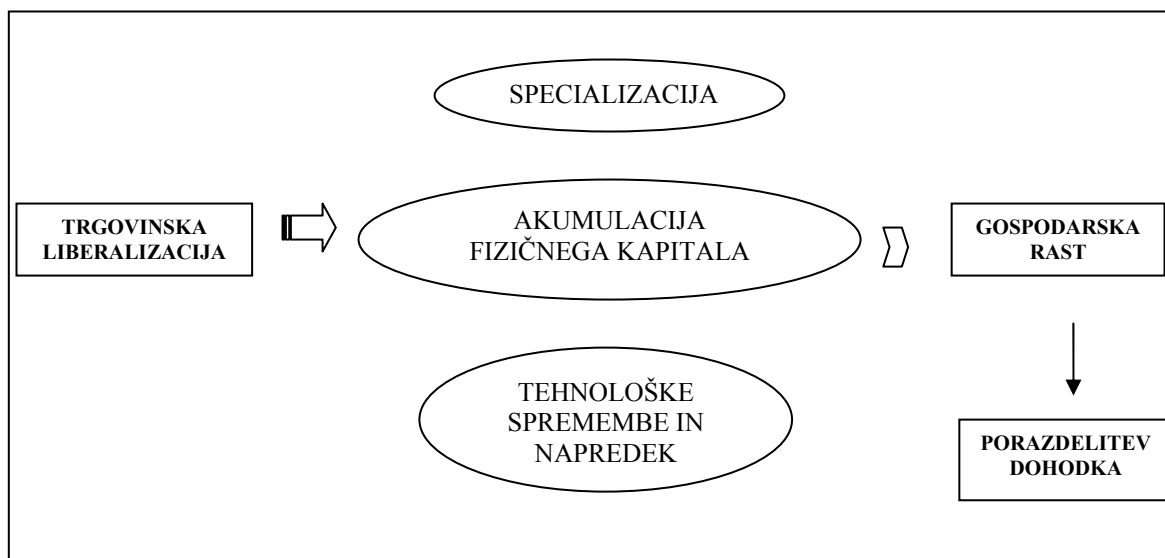 SPECIALIZACIJA
TRGOVINSKA
LIBERALIZACIJA
AKUMULACIJA
FIZIČNEGA KAPITALA
GOSPODARSKA
RAST
TEHNOLOŠKE
SPREMEMBE IN
NAPREDEK
PORAZDELITEV
DOHODKA